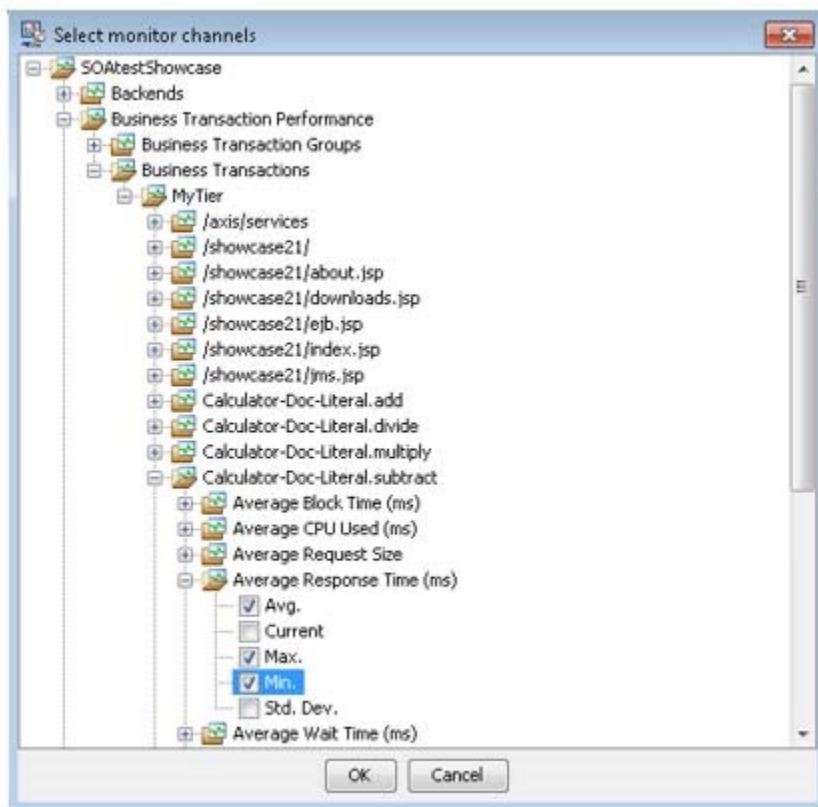 Select monitor channels
SOAtestShowcase
Backends
Business Transaction Performance
Business Transaction Groups
Business Transactions
MyTier
/axis/services
/showcase21/
/showcase21/about.jsp
/showcase21/downloads.jsp
/showcase21/ejb.jsp
/showcase21/index.jsp
/showcase21/jms.jsp
Calculator-Doc-Literal.add
Calculator-Doc-Literal.divide
Calculator-Doc-Literal.multiply
Calculator-Doc-Literal.subtract
Average Block Time (ms)
Average CPU Used (ms)
Average Request Size
Average Response Time (ms)
Avg.
Current
Max.
Min.
Std. Dev.
Average Wait Time (ms)
OK Cancel